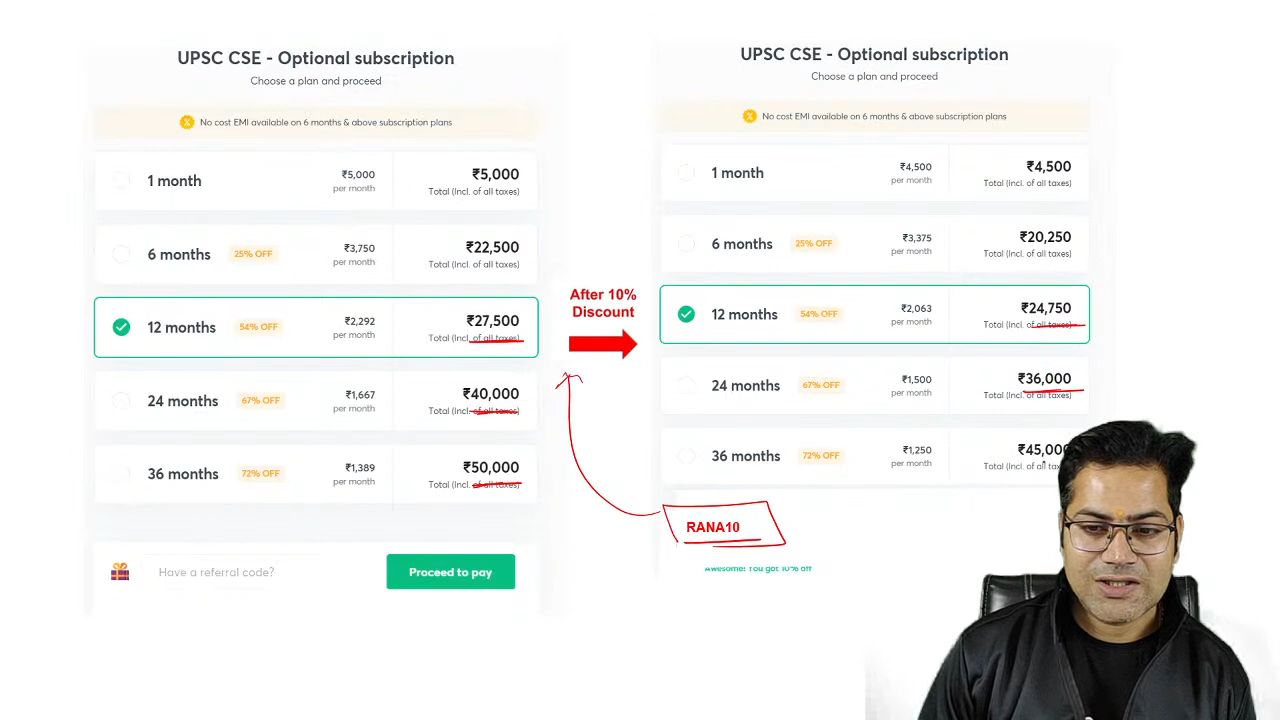 UPSC CSE - Optional subscription
Choose a plan and proceed
No cost EMI available on 6 months & above subscription plans
1 month
₹5,000
per month
₹5,000
Total (Incl. of all taxes)
6 months
25% OFF
₹3,750
per month
₹22,500
Total (Incl. of all taxes)
12 months
54% OFF
₹2,292
per month
₹27,500
Total (Incl. of all taxes)
24 months
67% OFF
₹1,667
per month
₹40,000
Total (Incl. of all taxes)
36 months
72% OFF
₹1,389
per month
₹50,000
Total (Incl. of all taxes)
Have a referral code?
Proceed to pay
After 10%
Discount
UPSC CSE - Optional subscription
Choose a plan and proceed
No cost EMI available on 6 months & above subscription plans
1 month
₹4,500
per month
₹4,500
Total (Incl. of all taxes)
6 months
25% OFF
₹3,375
per month
₹20,250
Total (Incl. of all taxes)
12 months
54% OFF
₹2,063
per month
₹24,750
Total (Incl. of all taxes)
24 months
67% OFF
₹1,500
per month
₹36,000
Total (Incl. of all taxes)
36 months
72% OFF
₹1,250
per month
₹45,000
Total (Incl. of all
RANA10
Awesome! You got 10% off